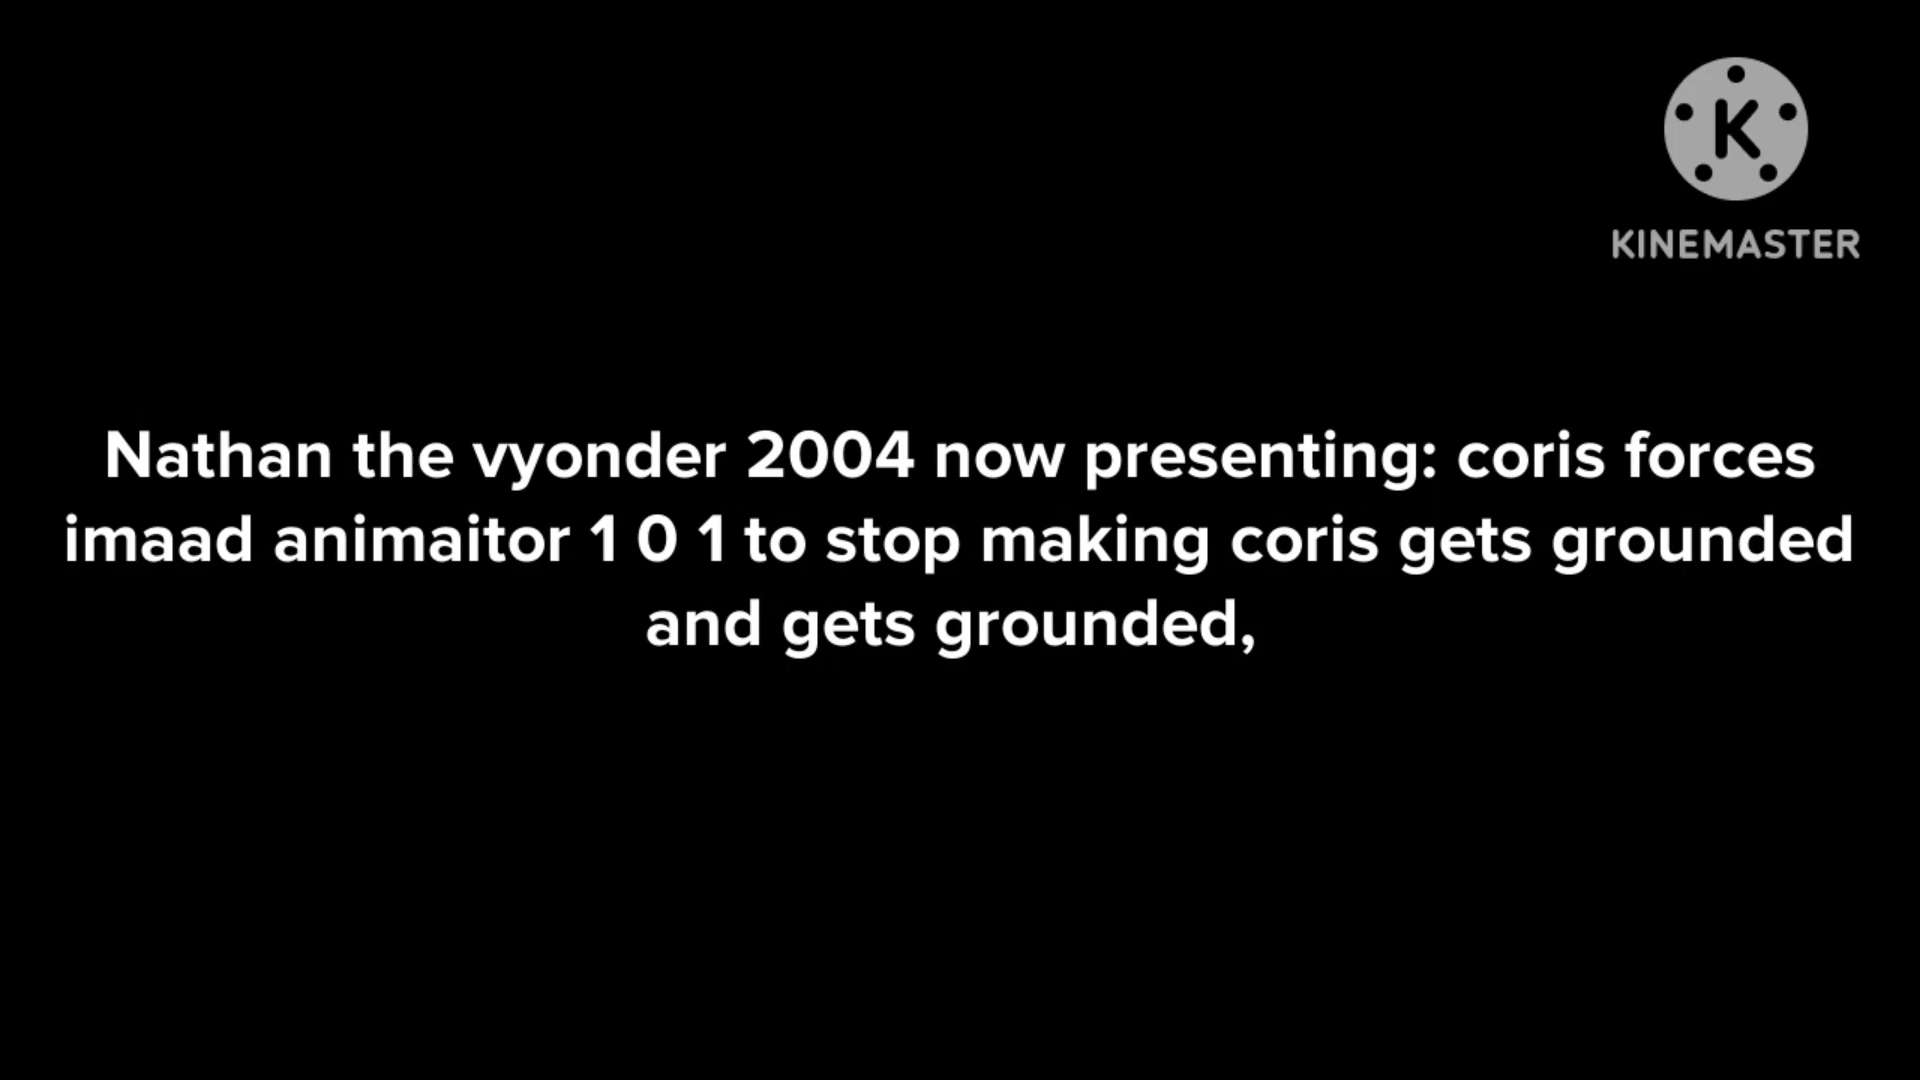 K
KINEMASTER
Nathan the vyonder 2004 now presenting: coris forces
imaad animaitor 1 0 1 to stop making coris gets grounded
and gets grounded,